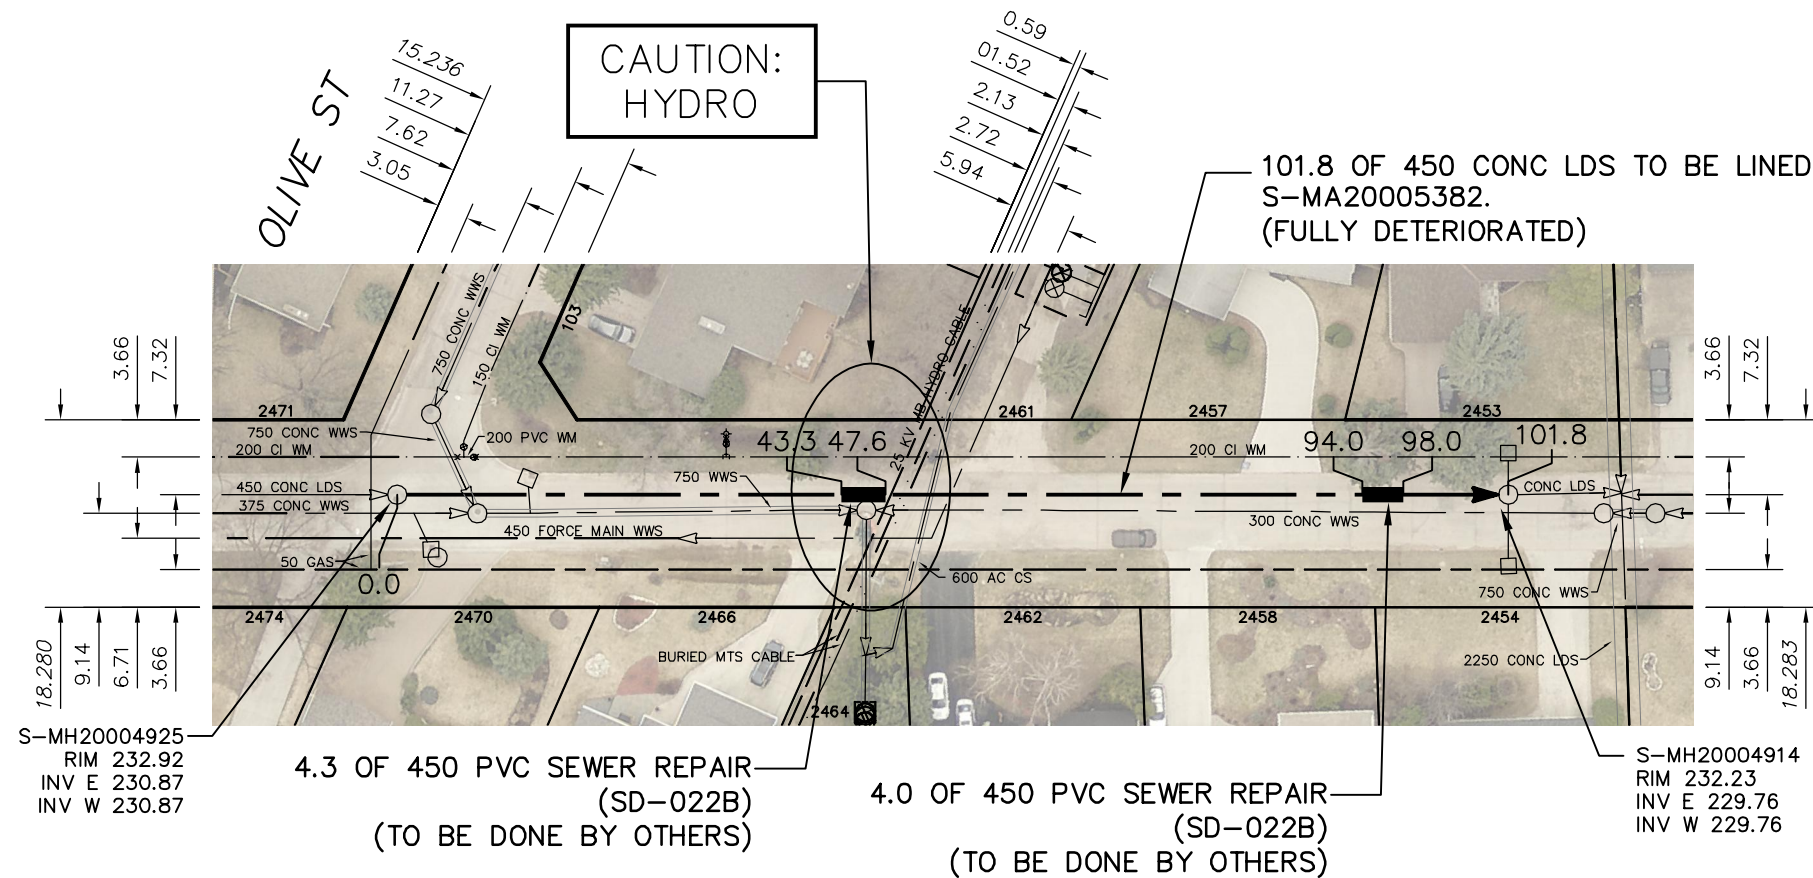 OLIVE ST
15.236
11.27
7.62
3.05
CAUTION:
HYDRO
0.59
01.52
2.13
2.72
5.94
101.8 OF 450 CONC LDS TO BE LINED
S-MA20005382.
(FULLY DETERIORATED)
750 CONC WWS
150 CI WM
103
25 KV MB HYDRO CABLE
3.66
7.32
3.66
7.32
2471
2461
2457
2453
750 CONC WWS
200 PVC WM
200 CI WM
43.3 47.6
200 CI WM
94.0 98.0
101.8
450 CONC LDS
375 CONC WWS
750 WWS
CONC LDS
450 FORCE MAIN WWS
300 CONC WWS
50 GAS
0.0
600 AC CS
750 CONC WWS
2474
2470
2466
2462
2458
2454
BURIED MTS CABLE
2250 CONC LDS
2464
18.280
9.14
6.71
3.66
9.14
3.66
18.283
S-MH20004925
RIM 232.92
INV E 230.87
INV W 230.87
4.3 OF 450 PVC SEWER REPAIR
(SD-022B)
(TO BE DONE BY OTHERS)
4.0 OF 450 PVC SEWER REPAIR
(SD-022B)
(TO BE DONE BY OTHERS)
S-MH20004914
RIM 232.23
INV E 229.76
INV W 229.76